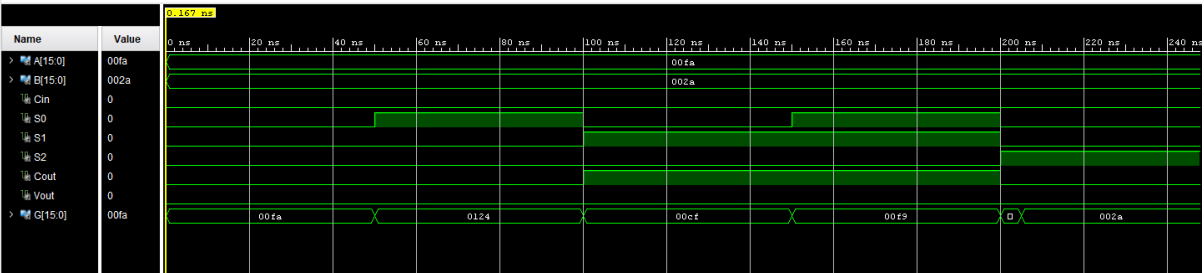 0.167 ns
Name Value
0 ns 20 ns 40 ns 60 ns 80 ns 100 ns 120 ns 140 ns 160 ns 180 ns 200 ns 220 ns 240 ns
A[15:0] 00fa 00fa
B[15:0] 002a 002a
Cin 0
S0 0
S1 0
S2 0
Cout 0
Vout 0
G[15:0] 00fa 00fa 0124 00cf 00f9 002a